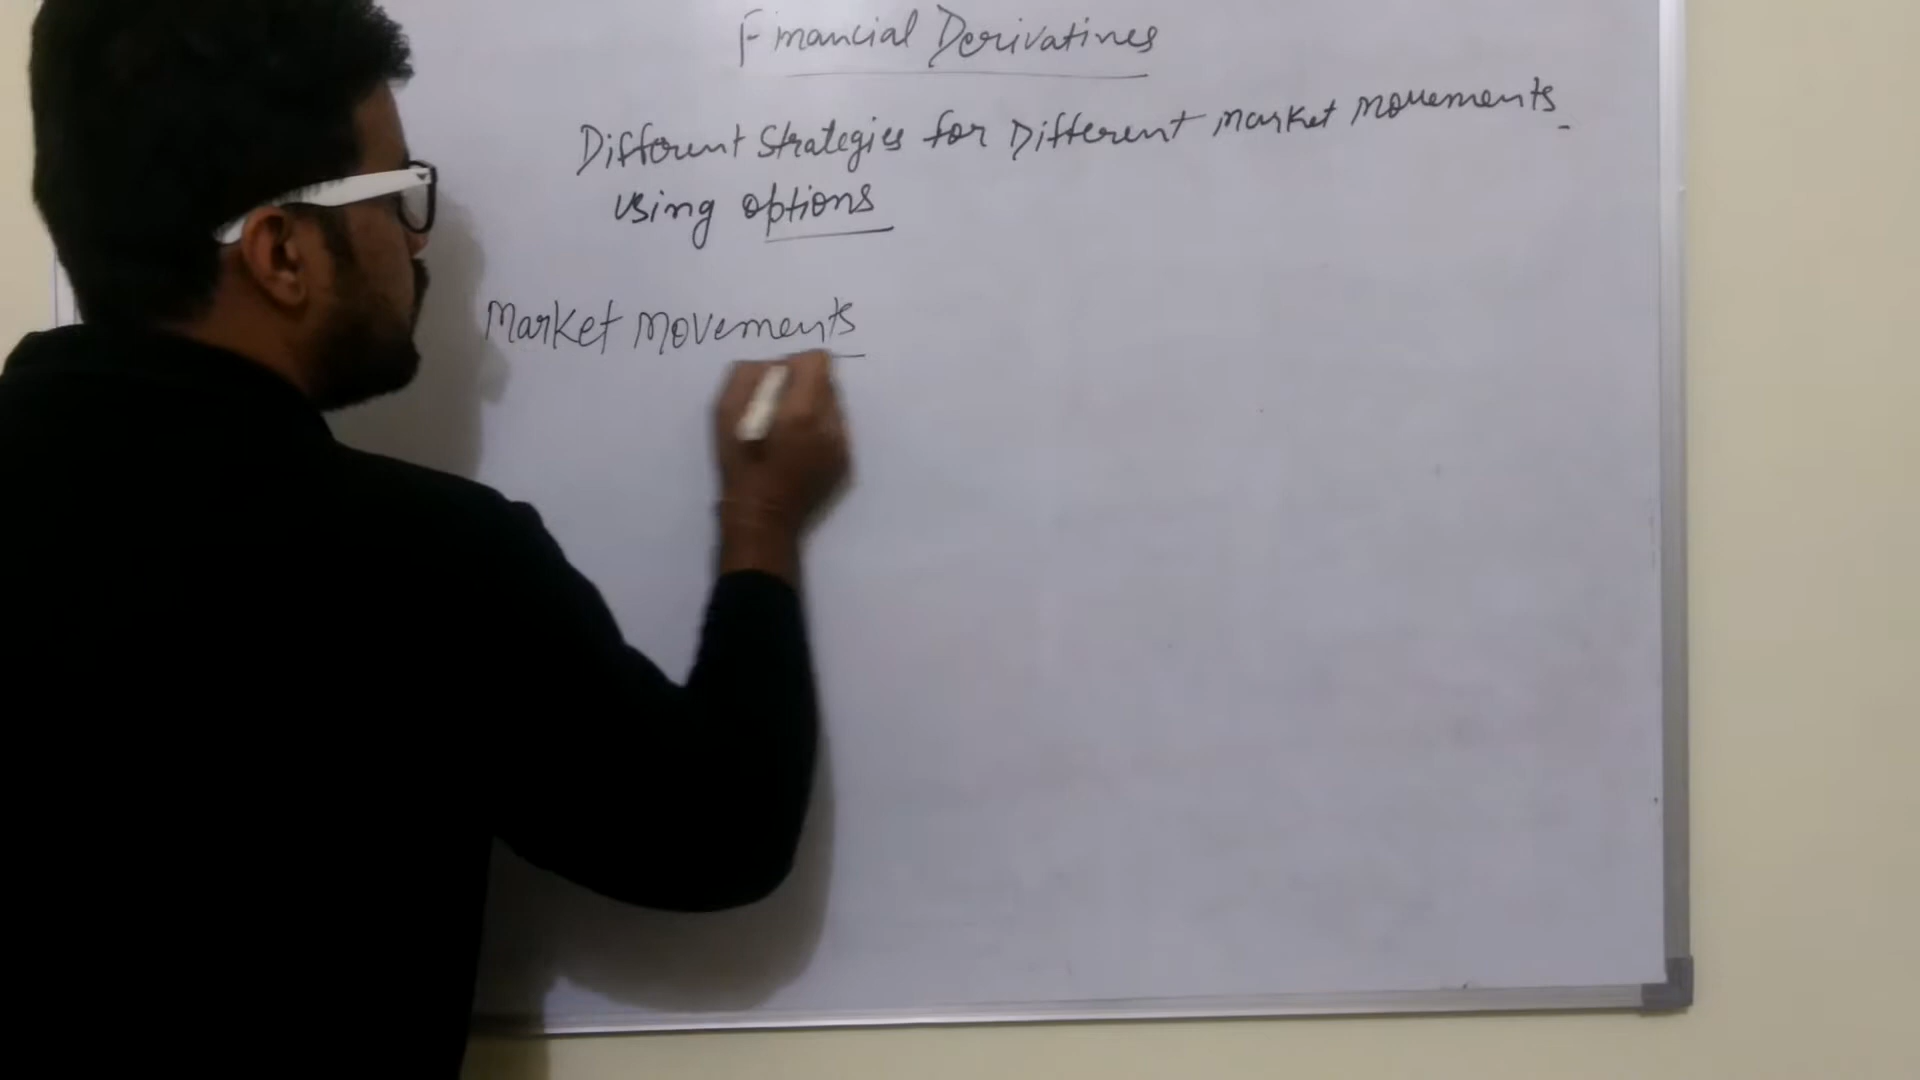 Financial Derivatives
Different Strategies for Different Market movements
using options
Market Movements